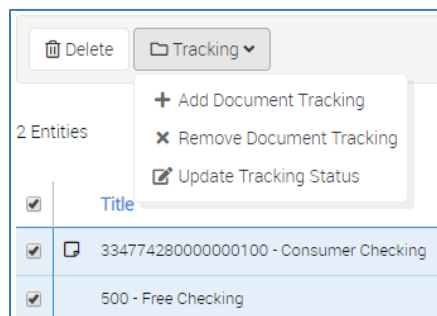 Delete Tracking
Add Document Tracking
2 Entities
Remove Document Tracking
Update Tracking Status
Title
334774280000000100 - Consumer Checking
500 - Free Checking